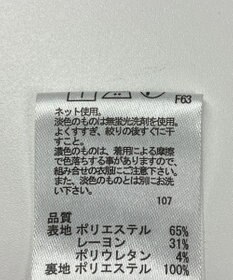 F63
ネット使用。
淡色のものは無蛍光洗剤を使用。
よくすすぎ、絞りの後すぐに干
すこと。
濃色のものは、着用による摩擦
で色落ちする事がありますので、
組み合せの衣服にご注意下さい。
また、淡色のものとは別にお洗
い下さい。
107
品質
表地 ポリエステル 65%
レーヨン 31%
ポリウレタン 4%
裏地 ポリエステル 100%